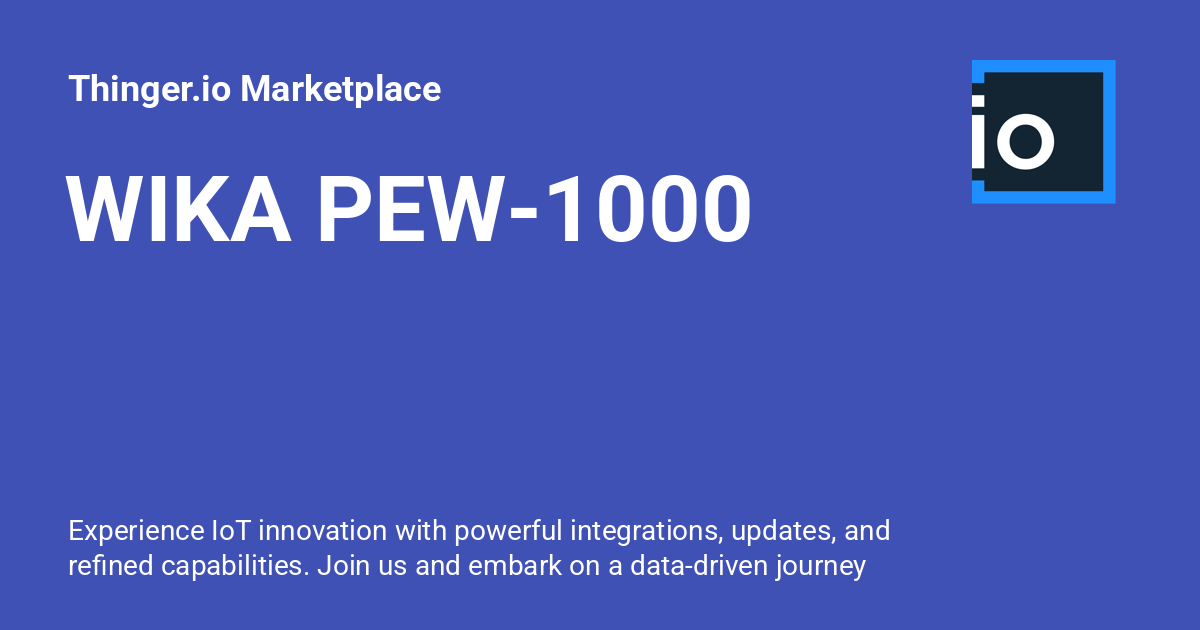 Thinger.io Marketplace
io
WIKA PEW-1000
Experience IoT innovation with powerful integrations, updates, and
refined capabilities. Join us and embark on a data-driven journey